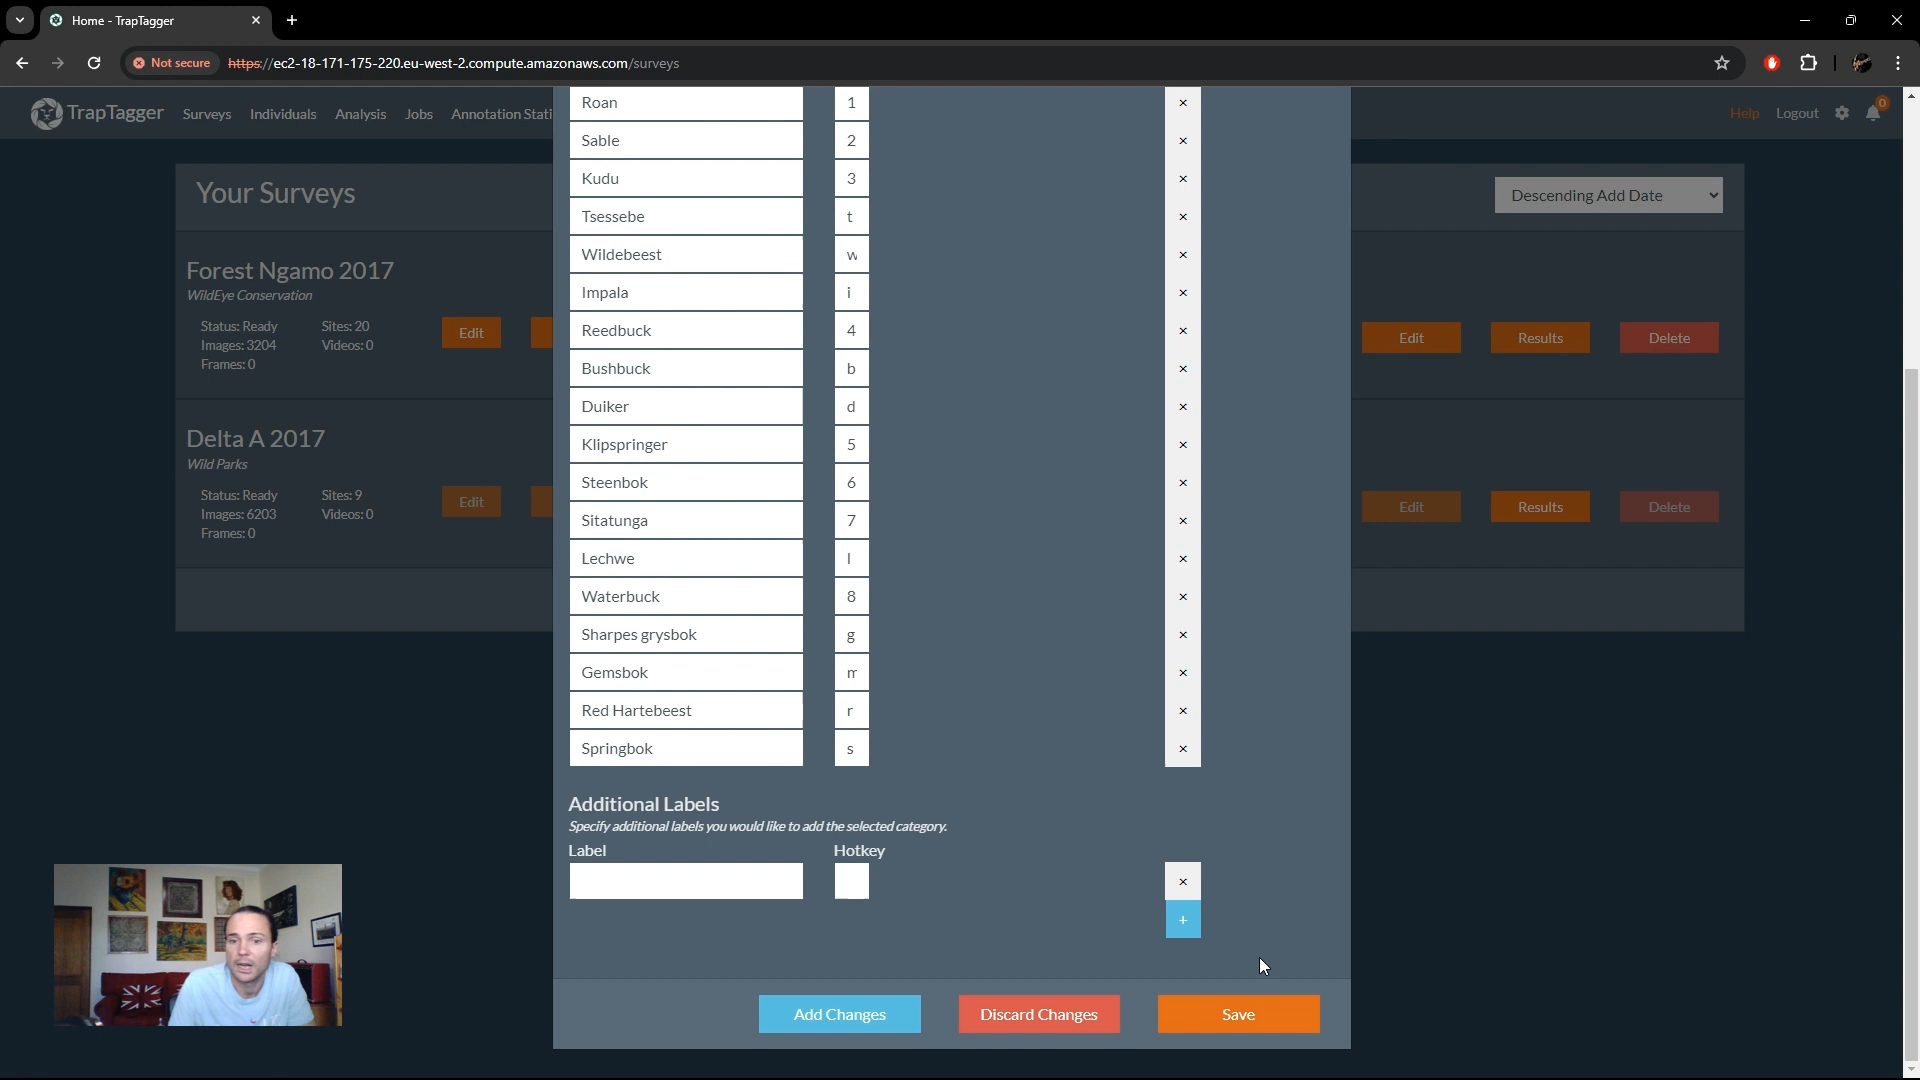 Home - TrapTagger
Not secure
https://ec2-18-171-175-220.eu-west-2.compute.amazonaws.com/surveys
TrapTagger
Surveys
Individuals
Analysis
Jobs
Annotation Stati
Help
Logout
0
Your Surveys
Descending Add Date
Forest Ngamo 2017
WildEye Conservation
Status: Ready
Sites: 20
Images: 3204
Videos: 0
Frames: 0
Edit
Edit
Results
Delete
Delta A 2017
Wild Parks
Status: Ready
Sites: 9
Images: 6203
Videos: 0
Frames: 0
Edit
Edit
Results
Delete
Roan 1 ×
Sable 2 ×
Kudu 3 ×
Tsessebe t ×
Wildebeest w ×
Impala i ×
Reedbuck 4 ×
Bushbuck b ×
Duiker d ×
Klipspringer 5 ×
Steenbok 6 ×
Sitatunga 7 ×
Lechwe l ×
Waterbuck 8 ×
Sharpes grysbok g ×
Gemsbok m ×
Red Hartebeest r ×
Springbok s ×
Additional Labels
Specify additional labels you would like to add the selected category.
Label Hotkey
×
+
Add Changes
Discard Changes
Save